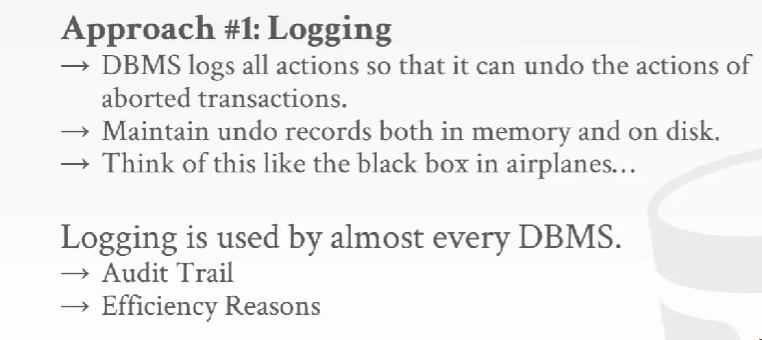 Approach #1: Logging
→ DBMS logs all actions so that it can undo the actions of
aborted transactions.
→ Maintain undo records both in memory and on disk.
→ Think of this like the black box in airplanes…
Logging is used by almost every DBMS.
→ Audit Trail
→ Efficiency Reasons